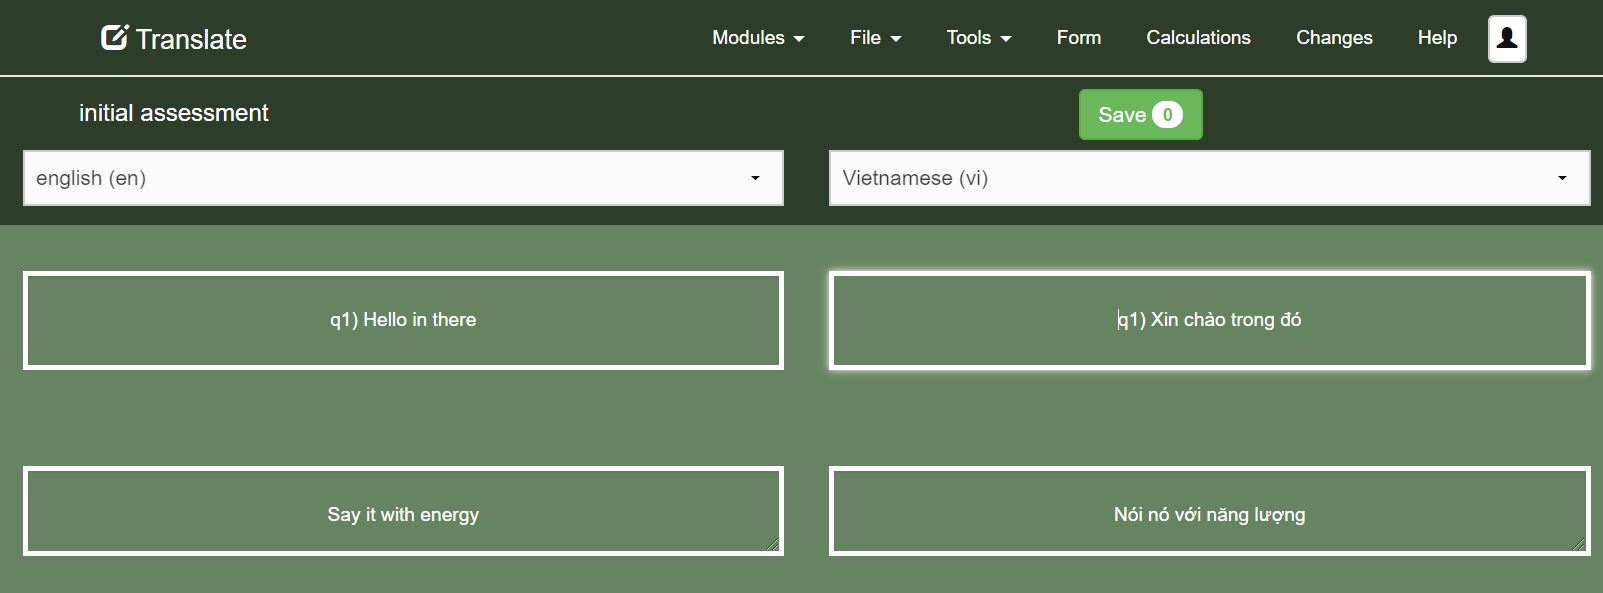 Translate
Modules File Tools Form Calculations Changes Help
initial assessment
Save 0
english (en)
Vietnamese (vi)
q1) Hello in there
q1) Xin chào trong đó
Say it with energy
Nói nó với năng lượng